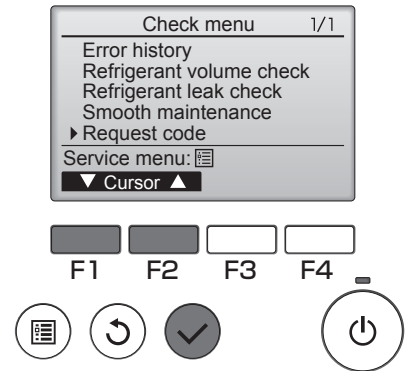 Check menu 1/1
Error history
Refrigerant volume check
Refrigerant leak check
Smooth maintenance
Request code
Service menu:
▼ Cursor ▲
F1 F2 F3 F4